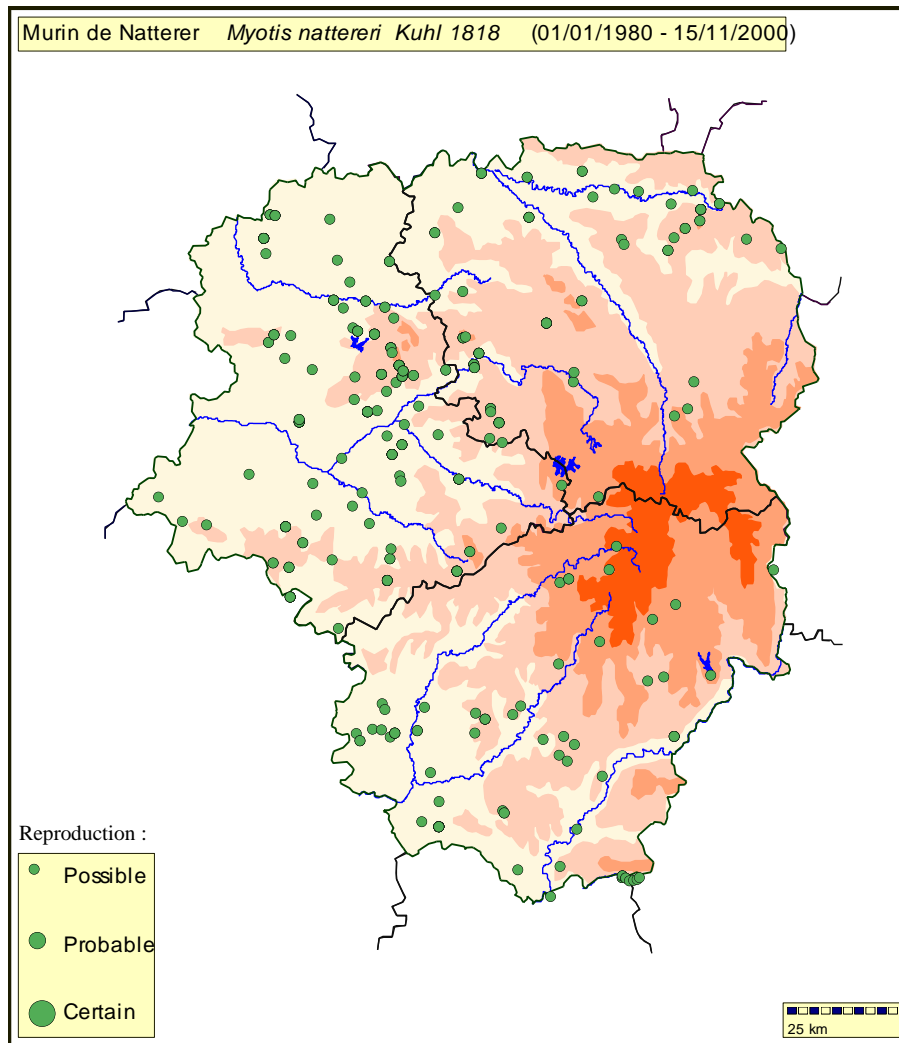 Murin de Natterer Myotis nattereri Kuhl 1818 (01/01/1980 - 15/11/2000)
Reproduction :
Possible
Probable
Certain
25 km